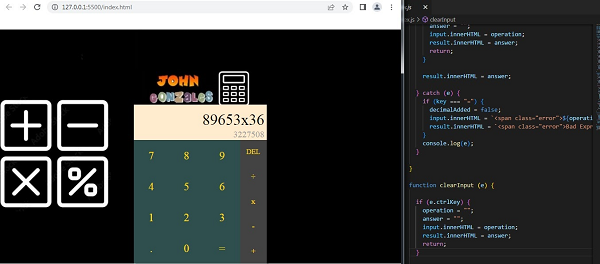 127.0.0.1:5500/index.html
JOHN
GONZALES
89653x36
3227508
7 8 9 DEL
÷
4 5 6
x
1 2 3
-
. 0 =
+
clearInput
answer = "";
input.innerHTML = operation;
result.innerHTML = answer;
return;
}
result.innerHTML = answer;
} catch (e) {
if (key === "=") {
decimalAdded = false;
input.innerHTML = `<span class="error">${operati
result.innerHTML = `<span class="error">Bad Expr
}
console.log(e);
}
}
function clearInput (e) {
if (e.ctrlKey) {
operation = "";
answer = "";
input.innerHTML = operation;
result.innerHTML = answer;
return;
}